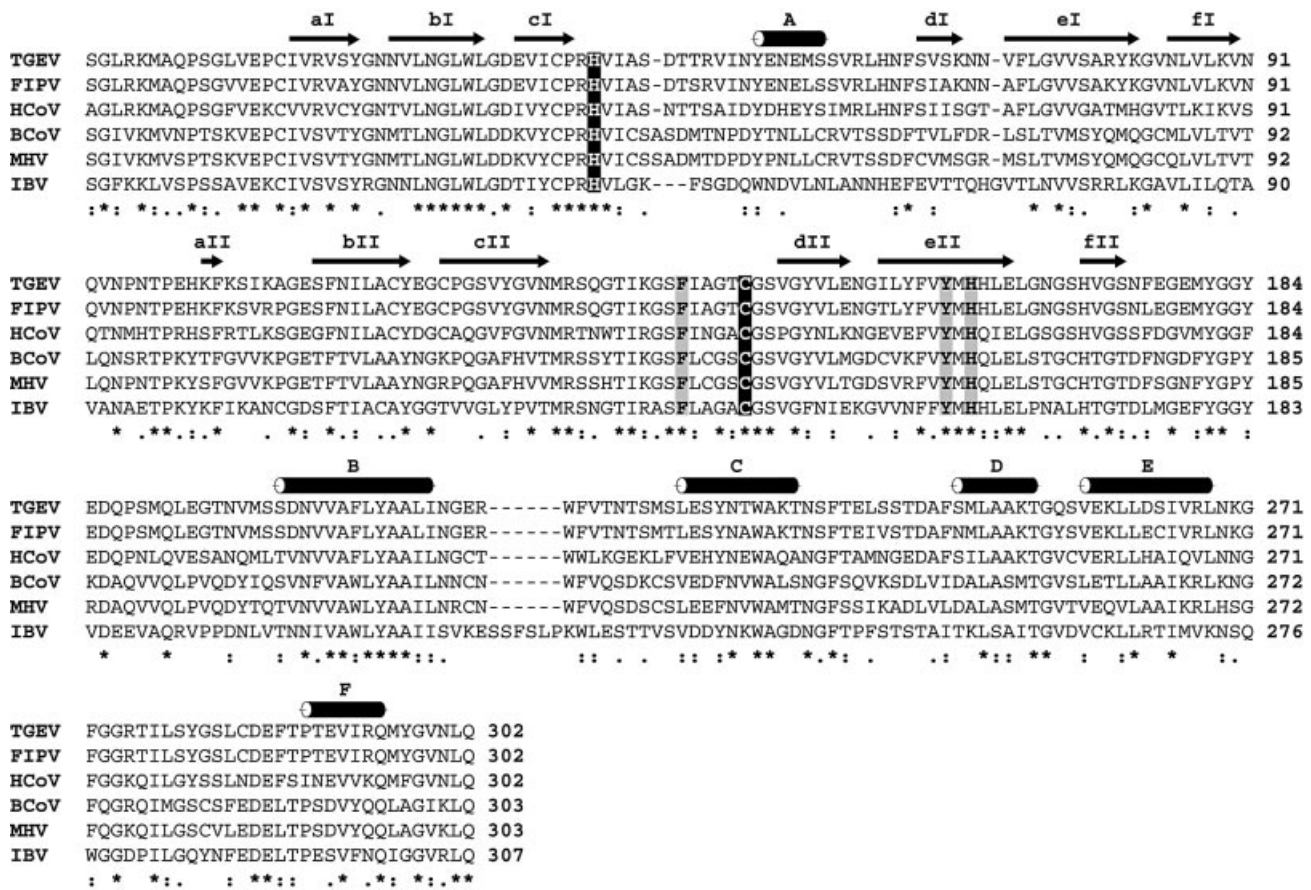 aI bI cI A dI eI fI
TGEV SGLRKMAQPSGLVEPCIVRVSYGNNVLNGLWLGDEVICPRHVIAS-DTTRVINYENEMSSVRLHNFSVSKNN-VFLGVVSARYKGVNLVLKVN 91
FIPV SGLRKMAQPSGVVEPCIVRVAYGNNVLNGLWLGDEVICPRHVIAS-DTSRVINYENELSSVRLHNFSIAKNN-AFLGVVSAKYKGVNLVLKVN 91
HCoV AGLRKMAQPSGFVEKCVVRVCYGNTVLNGLWLGDIVYCPRHVIAS-NTTSAIDYDHEYSIMRLHNFSIISGT-AFLGVVGATMHGVTLKIKVS 91
BCoV SGIVKMVNPTSKVEPCIVSVTYGNMTLNGLWLDDKVYCPRHVICSASDMTNPDYTNLLCRVTSSDFTVLFDR-LSLTVMSYQMQGCMLVLTVT 92
MHV SGIVKMVSPTSKVEPCIVSVTYGNMTLNGLWLDDKVYCPRHVICSSADMTDPDYPNLLCRVTSSDFCVMSGR-MSLTVMSYQMQGCQLVLTVT 92
IBV SGFKKLVSPSSAVEKCIVSVSYRGNNLNGLWLGDTIYCPRHVLGK---FSGDQWNDVLNLANNHEFEVTTQHGVTLNVVSRRLKGAVLILQTA 90
:*: *:..*:. ** **:* * * . ****** * *****:: . ::: : :* : * **:. :* * : .
aII bII cII dII eII fII
TGEV QVNPNTPEHKFKSIKAGESFNILACYEGCPGSVYGVNMRSQGTIKGSFIAGTCGSVGYVLENGILYFVYMHHLELGNGSHVGSNFEGEMYGGY 184
FIPV QVNPNTPEHKFKSVRPGESFNILACYEGCPGSVYGVNMRSQGTIKGSFIAGTCGSVGYVLENGTLYFVYMHHLELGNGSHVGSNLEGEMYGGY 184
HCoV QTNMHTPRHSFRTLKSGEGFNILACYDGCAQGVFGVNMRTNWTIRGSFINGACGSPGYNLKNGEVEFVYMHQIELGSGSHVGSSFDGVMYGGF 184
BCoV LQNSRTPKYTFGVVKPGETFTVLAAYNGKPQGAFHVTMRSSYTIKGSFLCGSCGSVGYVLMGDCVKFVYMHQLELSTGCHTGTDFNGDFYGPY 185
MHV LQNPNTPKYSFGVVKPGETFTVLAAYNGRPQGAFHVVMRSSHTIKGSFLCGSCGSVGYVLTGDSVRFVYMHQLELSTGCHTGTDFSGNFYGPY 185
IBV VANAETPKYKFIKANCGDSFTIACAYGGTVVGLYPVTMRSNGTIRASFLAGACGSVGFNIEKGVVNFFYMHHLELPNALHTGTDLMGEFYGGY 183
* .**:.:* . *: *.: .* * . : * **:. **:.**: *:*** *: : . : *.***::** .. *.*:.: * :** :
B C D E
TGEV EDQPSMQLEGTNVMSSDNVVAFLYAALINGER------WFVTNTSMSLESYNTWAKTNSFTELSSTDAFSMLAAKTGQSVEKLLDSIVRLNKG 271
FIPV EDQPSMQLEGTNVMSSDNVVAFLYAALINGER------WFVTNTSMTLESYNAWAKTNSFTEIVSTDAFNMLAAKTGYSVEKLLECIVRLNKG 271
HCoV EDQPNLQVESANQMLTVNVVAFLYAAILNGCT------WWLKGEKLFVEHYNEWAQANGFTAMNGEDAFSILAAKTGVCVERLLHAIQVLNNG 271
BCoV KDAQVVQLPVQDYIQSVNFVAWLYAAILNNCN------WFVQSDKCSVEDFNVWALSNGFSQVKSDLVIDALASMTGVSLETLLAAIKRLKNG 272
MHV RDAQVVQLPVQDYTQTVNVVAWLYAAILNRCN------WFVQSDSCSLEEFNVWAMTNGFSSIKADLVLDALASMTGVTVEQVLAAIKRLHSG 272
IBV VDEEVAQRVPPDNLVTNNIVAWLYAAIISVKESSFSLPKWLESTTVSVDDYNKWAGDNGFTPFSTSTAITKLSAITGVDVCKLLRTIMVKNSQ 276
* * : : *.**:****::. :: . . :: :* ** *.*: . .: *:: ** : :* * :.
F
TGEV FGGRTILSYGSLCDEFTPTEVIRQMYGVNLQ 302
FIPV FGGRTILSYGSLCDEFTPTEVIRQMYGVNLQ 302
HCoV FGGKQILGYSSLNDEFSINEVVKQMFGVNLQ 302
BCoV FQGRQIMGSCSFEDELTPSDVYQQLAGIKLQ 303
MHV FQGKQILGSCVLEDELTPSDVYQQLAGVKLQ 303
IBV WGGDPILGQYNFEDELTPESVFNQIGGVRLQ 307
: * *:. : **:: .* .*: *:.**